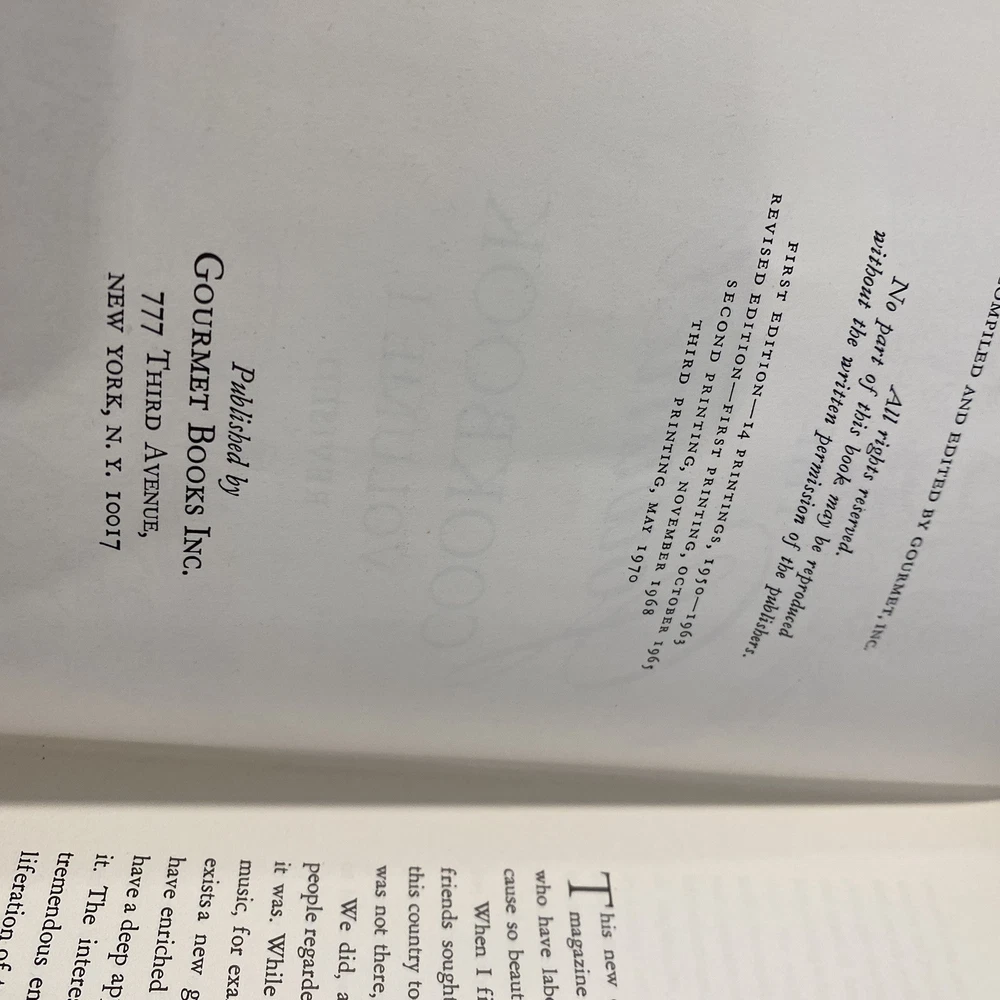 COMPILED AND EDITED BY GOURMET, INC.
All rights reserved.
No part of this book may be reproduced
without the written permission of the publishers.
FIRST EDITION—14 PRINTINGS, 1950—1963
REVISED EDITION—FIRST PRINTING, OCTOBER 1965
SECOND PRINTING, NOVEMBER 1968
THIRD PRINTING, MAY 1970
Published by
GOURMET BOOKS INC.
777 THIRD AVENUE,
NEW YORK, N. Y. 10017
This new
magazine
who have labo
cause so beaut
When I fi
friends sought
this country to
was not there,
We did, a
people regarde
it was. While
music, for exa
exists a new g
have enriched
have a deep ap
it. The intere
tremendous en
liferation of